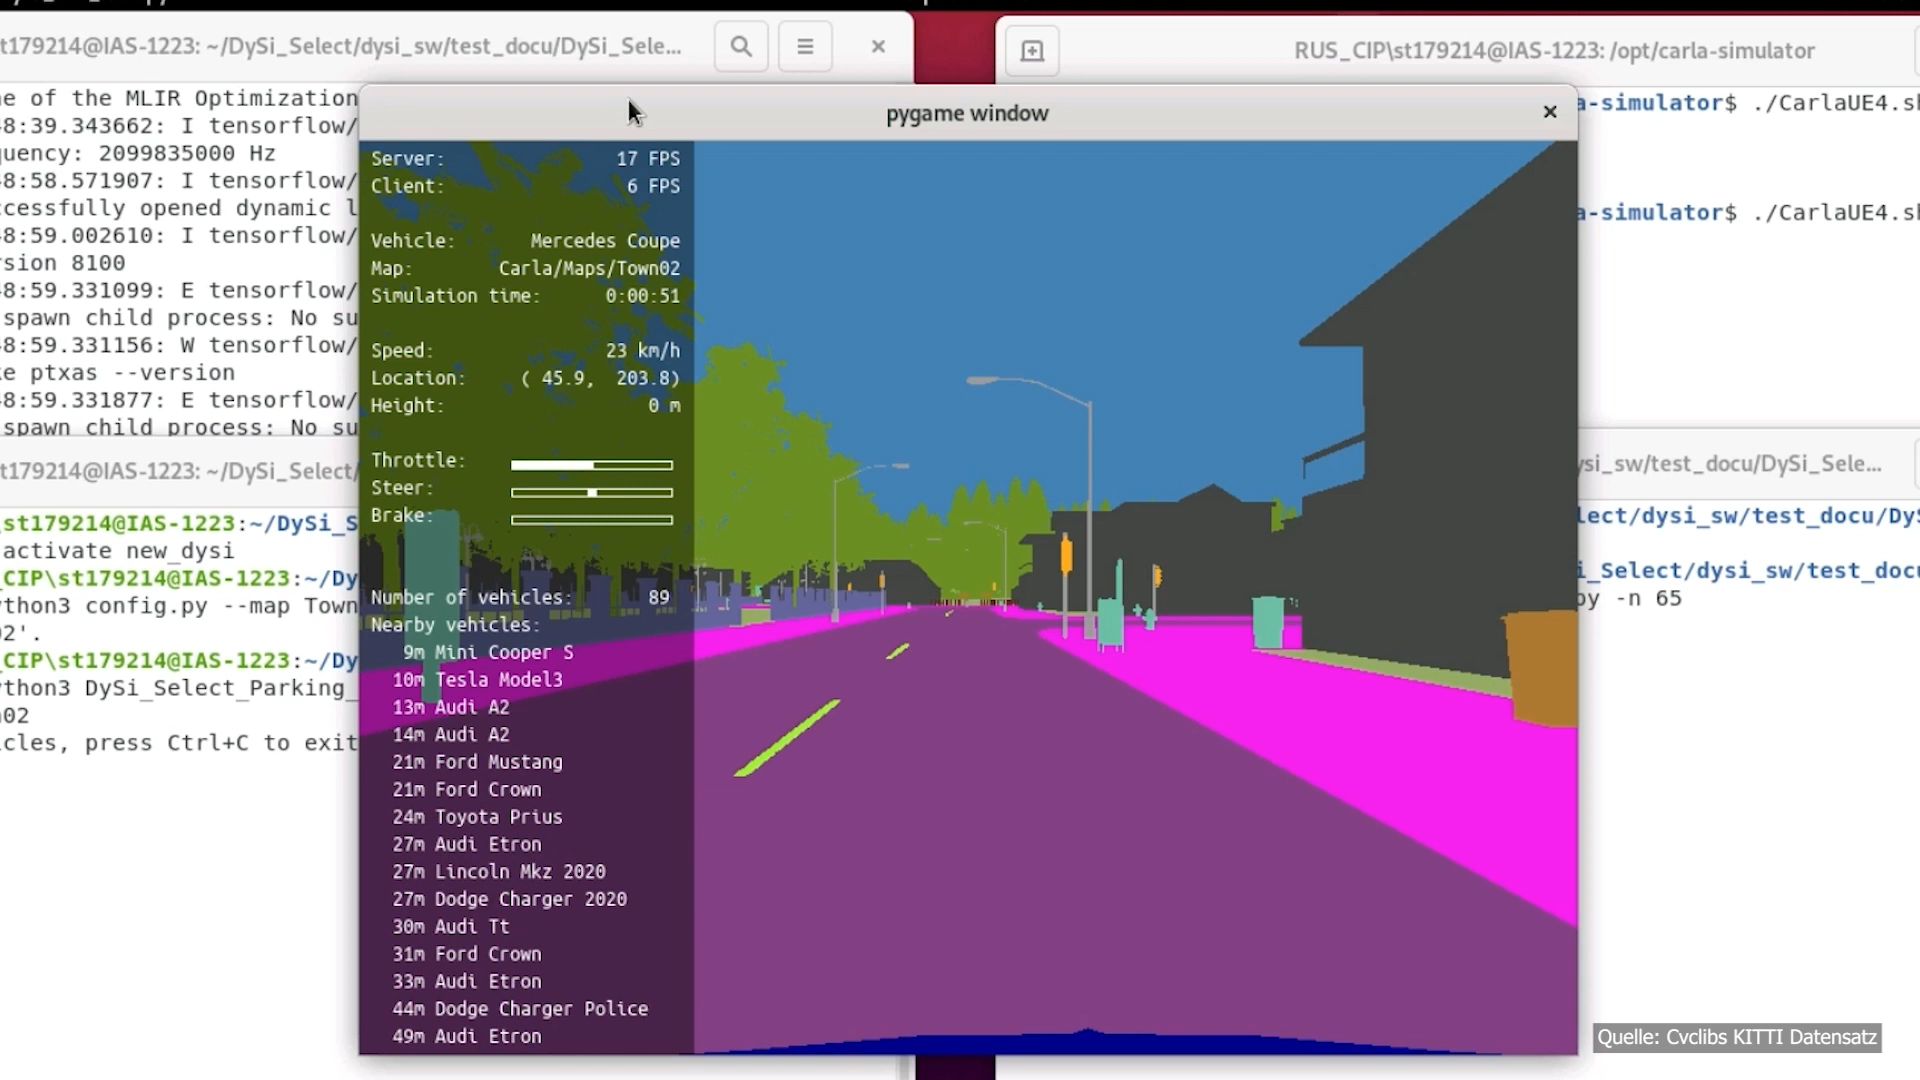 st179214@IAS-1223: ~/DySi_Select/dysi_sw/test_docu/DySi_Sele...
RUS_CIP\st179214@IAS-1223: /opt/carla-simulator
e of the MLIR Optimization
8:39.343662: I tensorflow/
quency: 2099835000 Hz
8:58.571907: I tensorflow/
ccessfully opened dynamic l
8:59.002610: I tensorflow/
rsion 8100
8:59.331099: E tensorflow/
spawn child process: No su
8:59.331156: W tensorflow/
ke ptxas --version
8:59.331877: E tensorflow/
spawn child process: No su
st179214@IAS-1223: ~/DySi_Select/
\st179214@IAS-1223:~/DySi_S
activate new_dysi
_CIP\st179214@IAS-1223:~/Dy
ython3 config.py --map Town
02'.
_CIP\st179214@IAS-1223:~/Dy
ython3 DySi_Select_Parking_
n02
cles, press Ctrl+C to exit
pygame window
Server: 17 FPS
Client: 6 FPS
Vehicle: Mercedes Coupe
Map: Carla/Maps/Town02
Simulation time: 0:00:51
Speed: 23 km/h
Location: ( 45.9, 203.8)
Height: 0 m
Throttle:
Steer:
Brake:
Number of vehicles: 89
Nearby vehicles:
9m Mini Cooper S
10m Tesla Model3
13m Audi A2
14m Audi A2
21m Ford Mustang
21m Ford Crown
24m Toyota Prius
27m Audi Etron
27m Lincoln Mkz 2020
27m Dodge Charger 2020
30m Audi Tt
31m Ford Crown
33m Audi Etron
44m Dodge Charger Police
49m Audi Etron
a-simulator$ ./CarlaUE4.sh
a-simulator$ ./CarlaUE4.sh
ysi_sw/test_docu/DySi_Sele...
lect/dysi_sw/test_docu/DyS
i_Select/dysi_sw/test_docu
py -n 65
Quelle: Cvclibs KITTI Datensatz